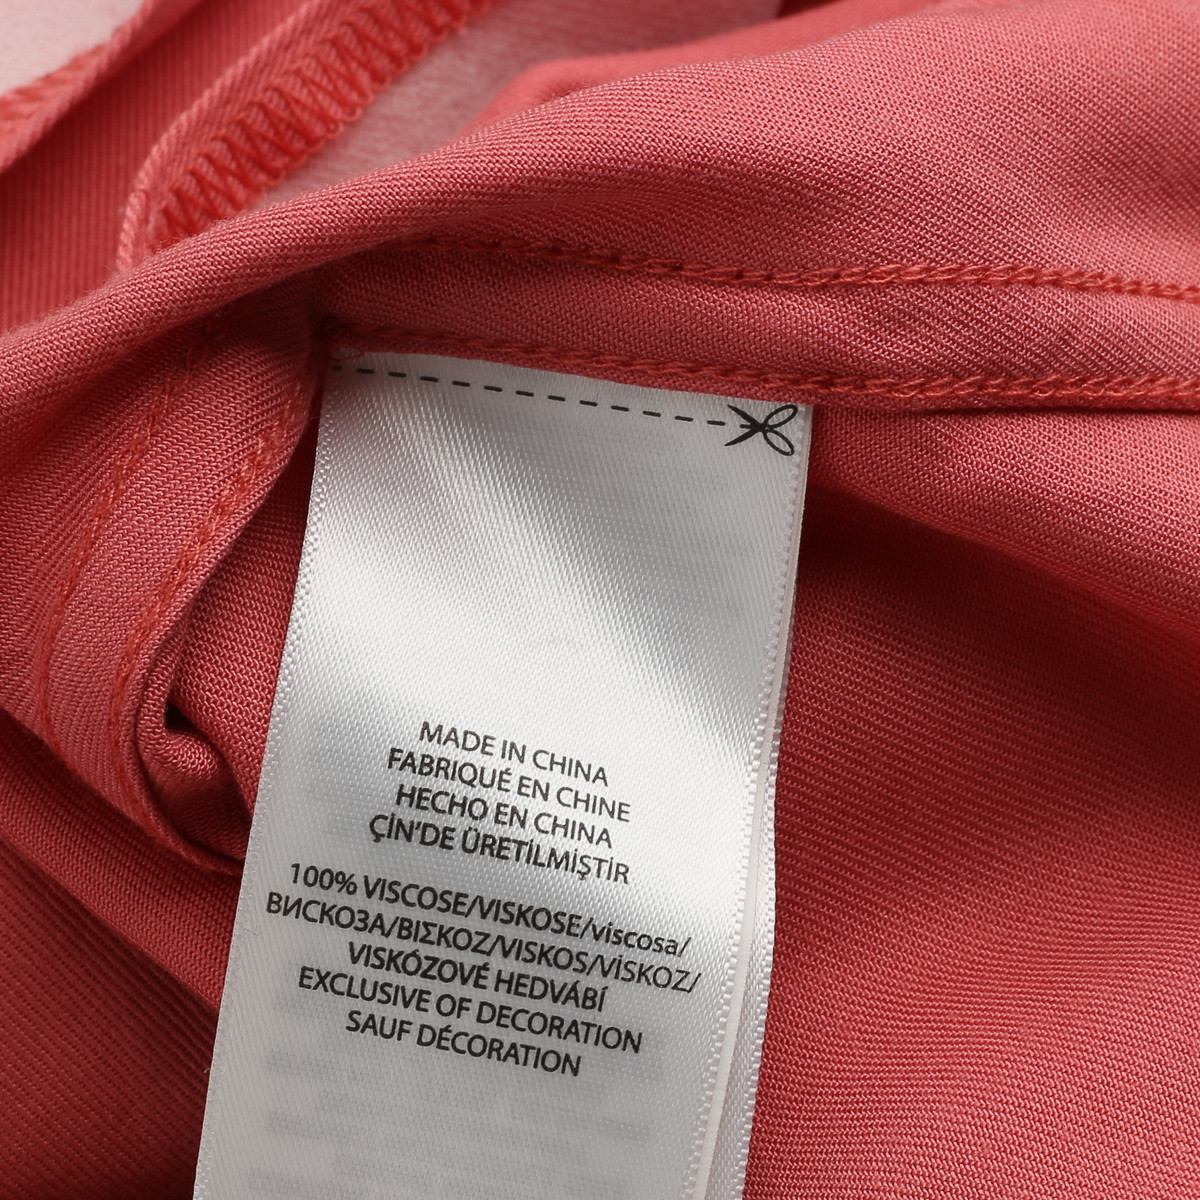 MADE IN CHINA
FABRIQUÉ EN CHINE
HECHO EN CHINA
ÇİN'DE ÜRETİLMİŞTİR
100% VISCOSE/VISKOSE/viscosa/
ВИСКОЗА/ΒΙΣΚΟΖ/VISKOS/VİSKOZ/
VISKÓZOVÉ HEDVÁBÍ
EXCLUSIVE OF DECORATION
SAUF DÉCORATION